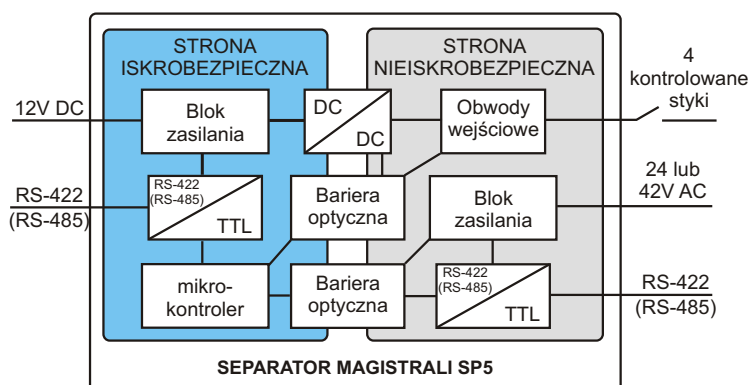 STRONA
ISKROBEZPIECZNA
STRONA
NIEISKROBEZPIECZNA
4
kontrolowane
styki
12V DC
Blok
zasilania
DC
DC
Obwody
wejściowe
RS-422
(RS-485)
RS-422
(RS-485)
TTL
Bariera
optyczna
Blok
zasilania
24 lub
42V AC
mikro-
kontroler
Bariera
optyczna
RS-422
(RS-485)
TTL
RS-422
(RS-485)
SEPARATOR MAGISTRALI SP5